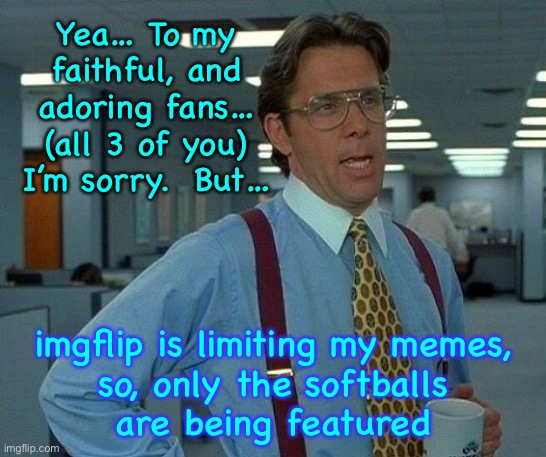 Yea... To my
faithful, and
adoring fans...
(all 3 of you)
I'm sorry. But...
imgflip is limiting my memes,
so, only the softballs
are being featured
imgflip.com